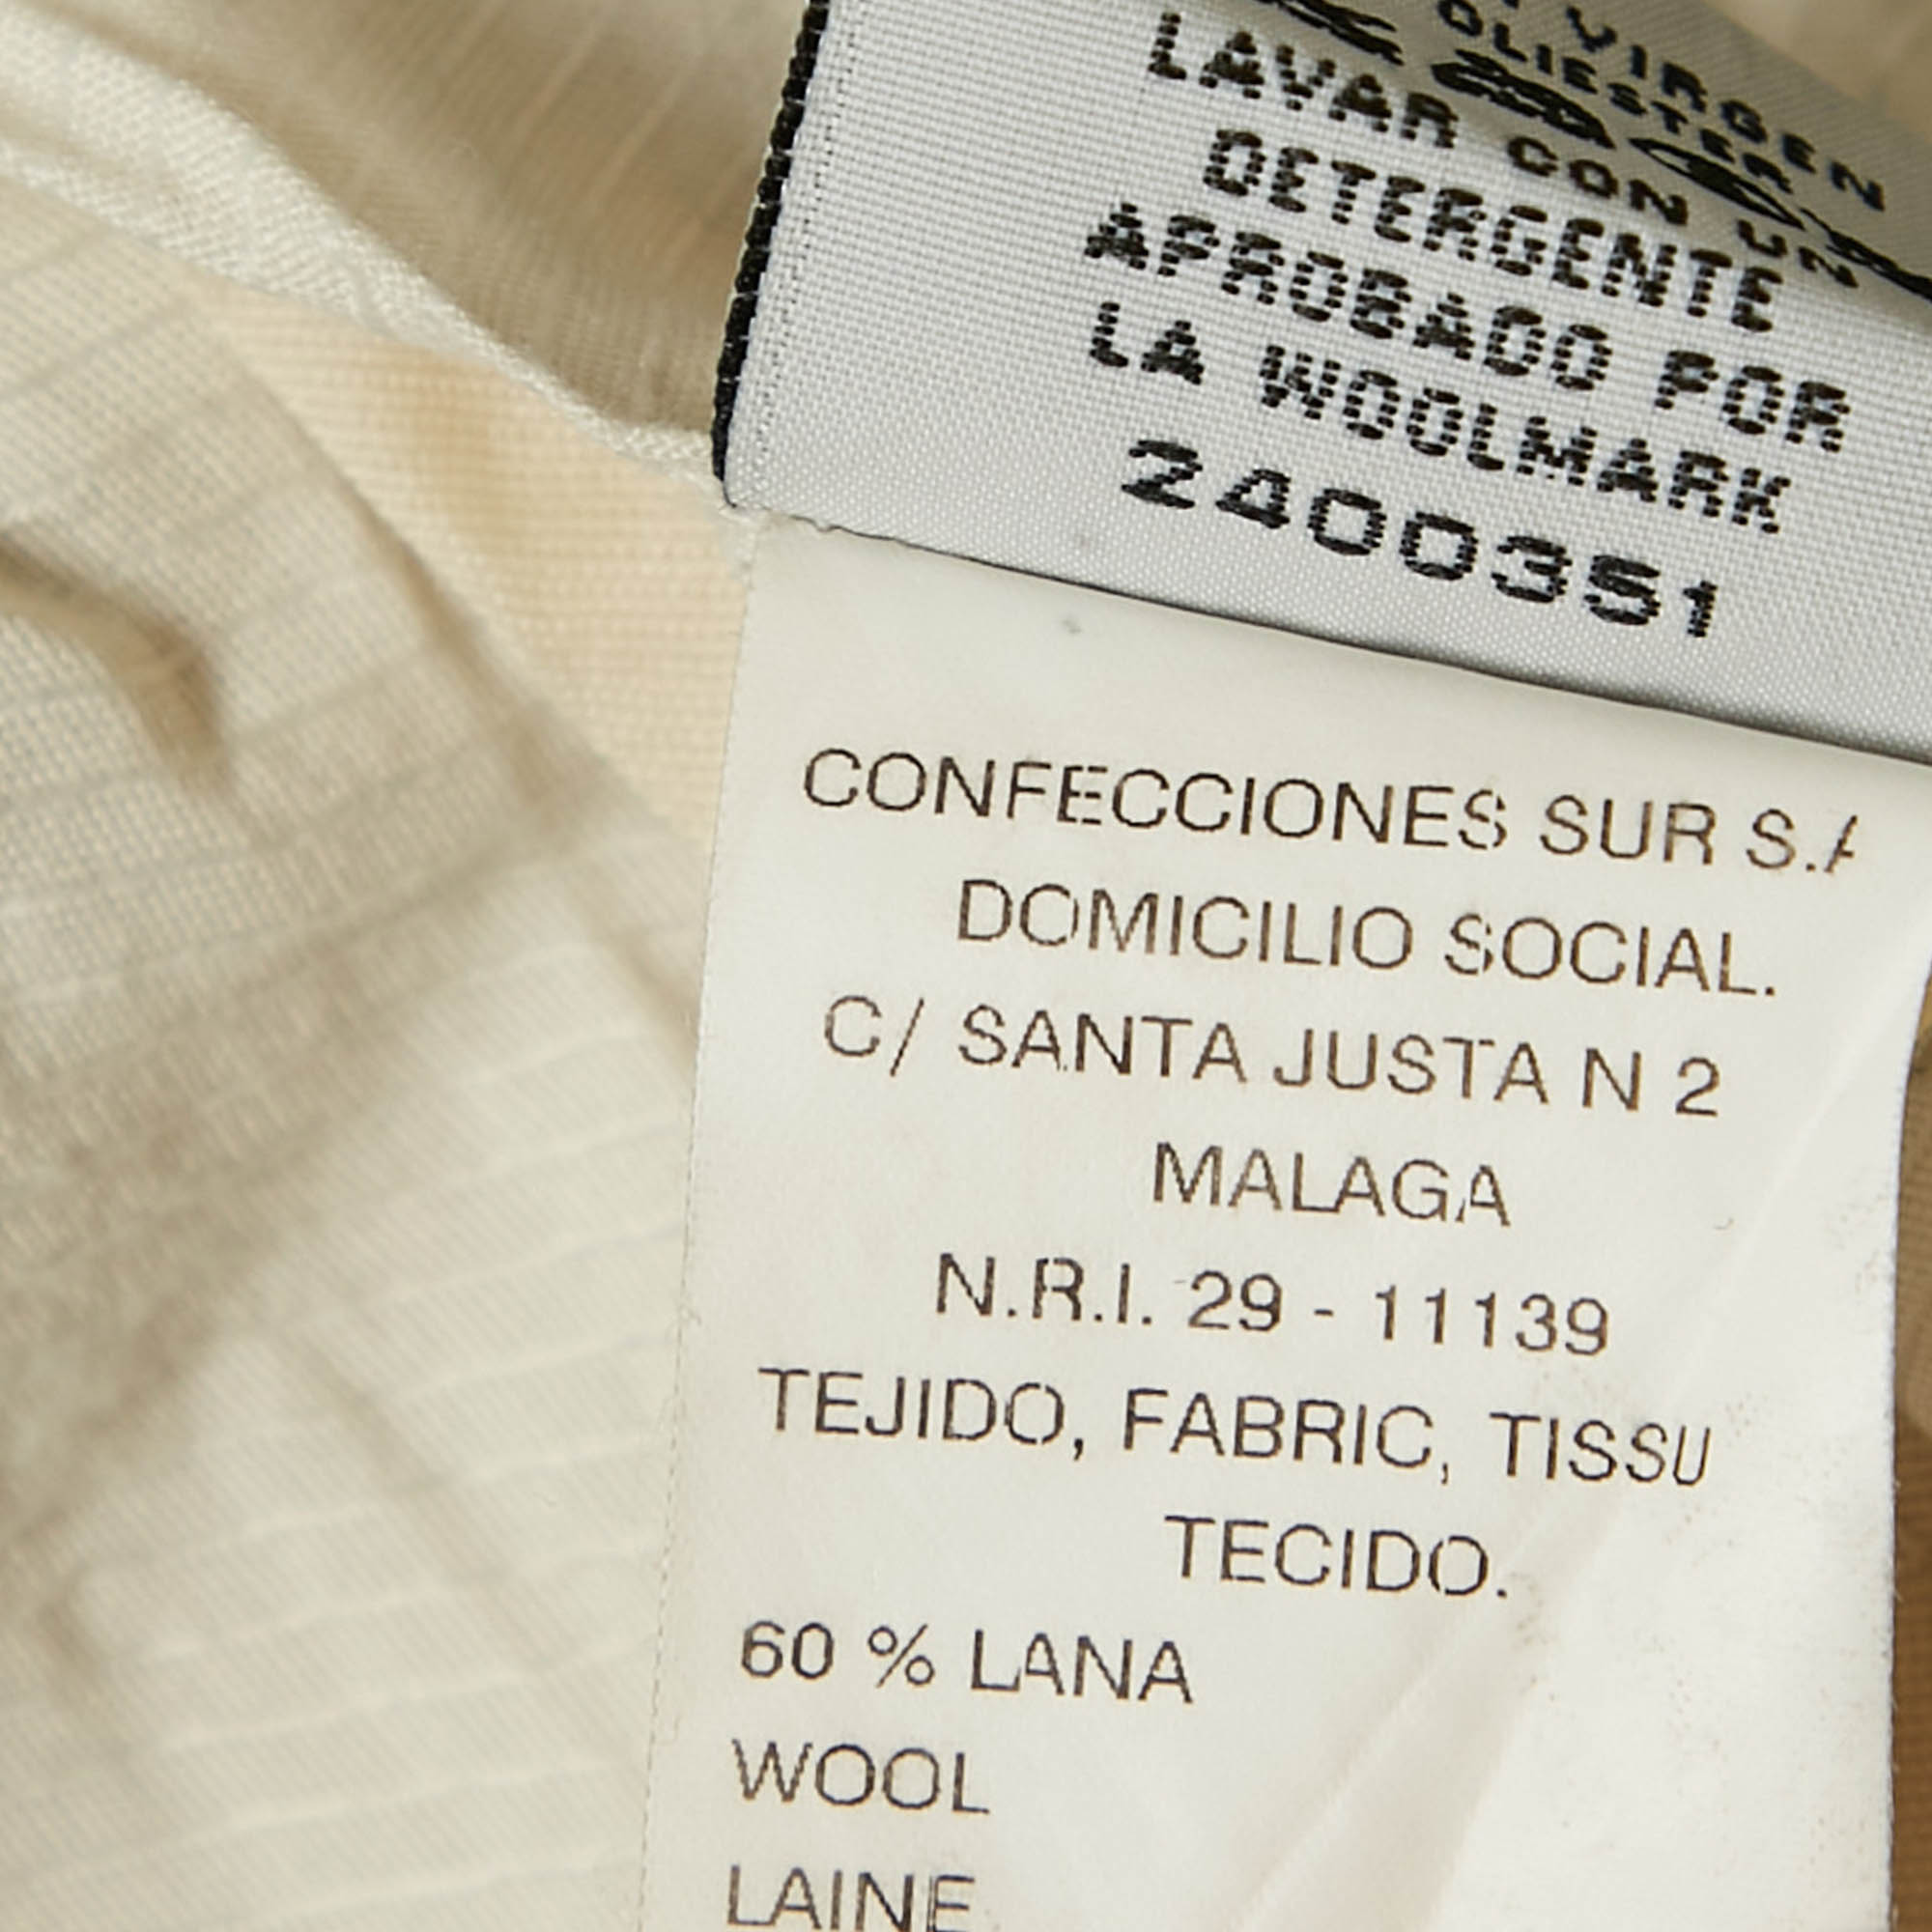 VIRGEN
LAVAR CON UN
DETERGENTE
APROBADO POR
LA WOOLMARK
2400351
CONFECCIONES SUR S.A
DOMICILIO SOCIAL.
C/ SANTA JUSTA N 2
MALAGA
N.R.I. 29 - 11139
TEJIDO, FABRIC, TISSU
TECIDO.
60 % LANA
WOOL
LAINE